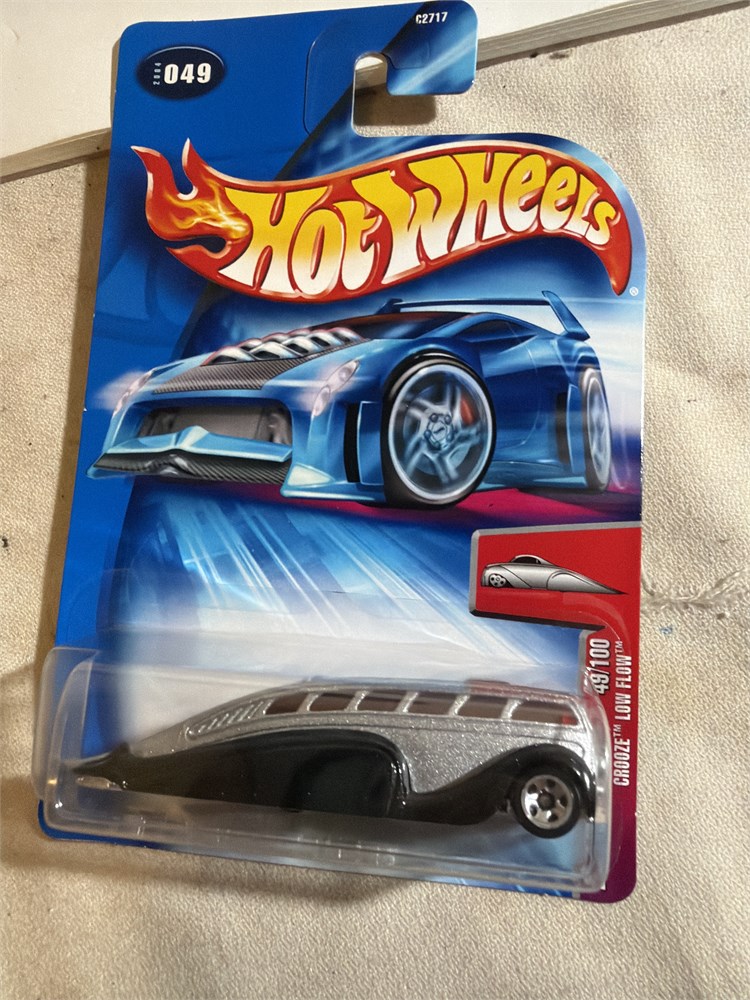 C2717
2004 049
HOT WHEELS
®
49/100
CROOZE™ LOW FLOW™